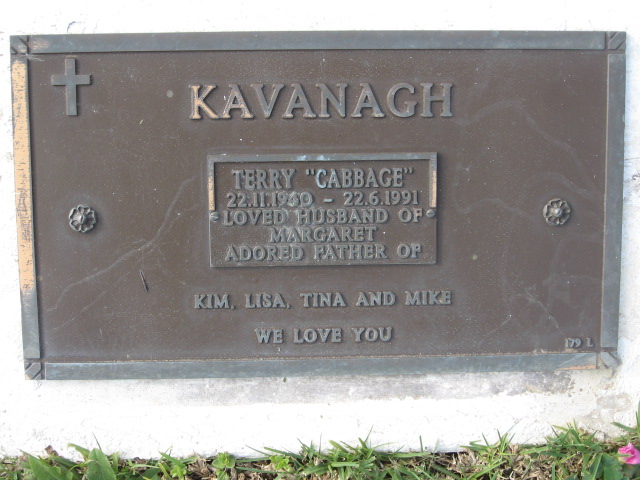 KAVANAGH
TERRY "CABBAGE"
22.11.1940 - 22.6.1991
LOVED HUSBAND OF
MARGARET
ADORED FATHER OF
KIM, LISA, TINA AND MIKE
WE LOVE YOU
179 L